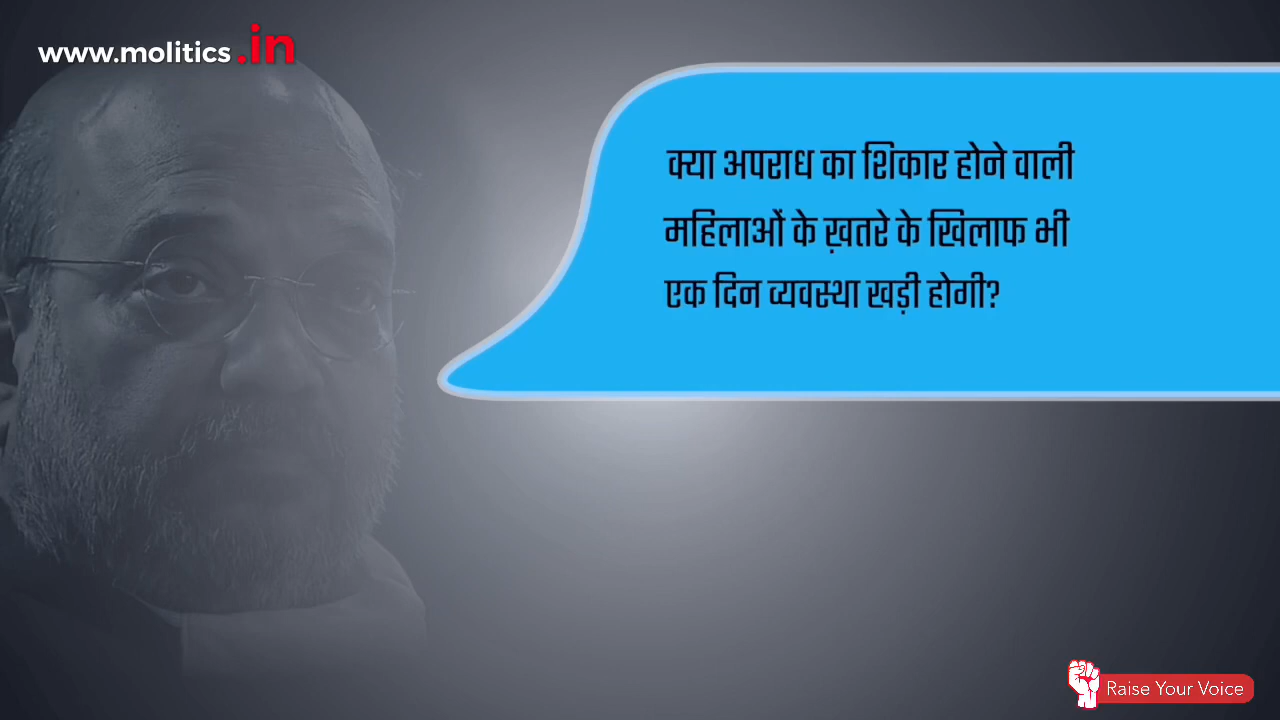 www.molitics.in
क्या अपराध का शिकार होने वाली
महिलाओं के ख़तरे के खिलाफ भी
एक दिन व्यवस्था खड़ी होगी?
Raise Your Voice